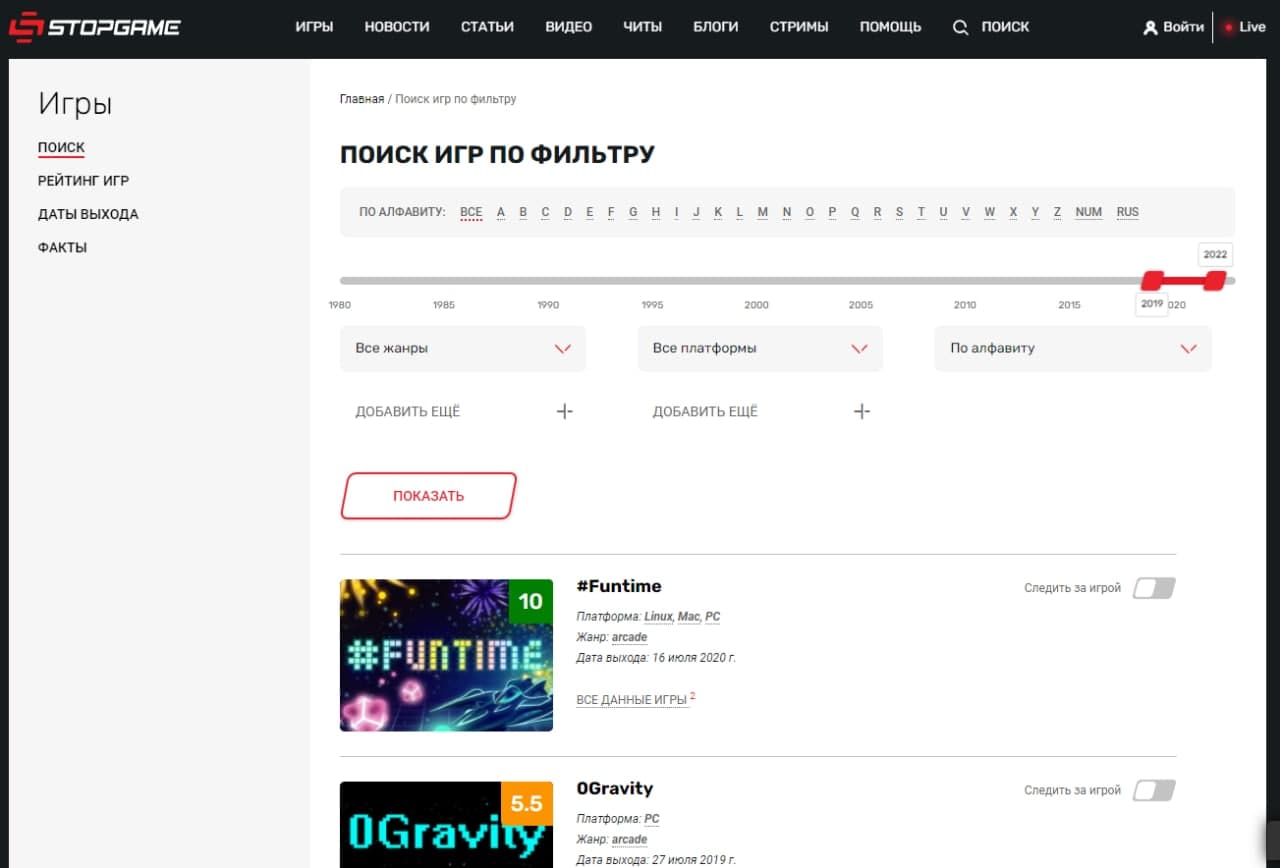 STOPGAME
ИГРЫ НОВОСТИ СТАТЬИ ВИДЕО ЧИТЫ БЛОГИ СТРИМЫ ПОМОЩЬ ПОИСК Войти Live
Игры
ПОИСК
РЕЙТИНГ ИГР
ДАТЫ ВЫХОДА
ФАКТЫ
Главная / Поиск игр по фильтру
ПОИСК ИГР ПО ФИЛЬТРУ
ПО АЛФАВИТУ: ВСЕ A B C D E F G H I J K L M N O P Q R S T U V W X Y Z NUM RUS
2022
1980 1985 1990 1995 2000 2005 2010 2015 2019 020
Все жанры Все платформы По алфавиту
ДОБАВИТЬ ЕЩЁ + ДОБАВИТЬ ЕЩЁ +
ПОКАЗАТЬ
10
#FUNTIME
#Funtime
Следить за игрой
Платформа: Linux, Mac, PC
Жанр: arcade
Дата выхода: 16 июля 2020 г.
ВСЕ ДАННЫЕ ИГРЫ 2
5.5
0Gravity
0Gravity
Следить за игрой
Платформа: PC
Жанр: arcade
Дата выхода: 27 июля 2019 г.